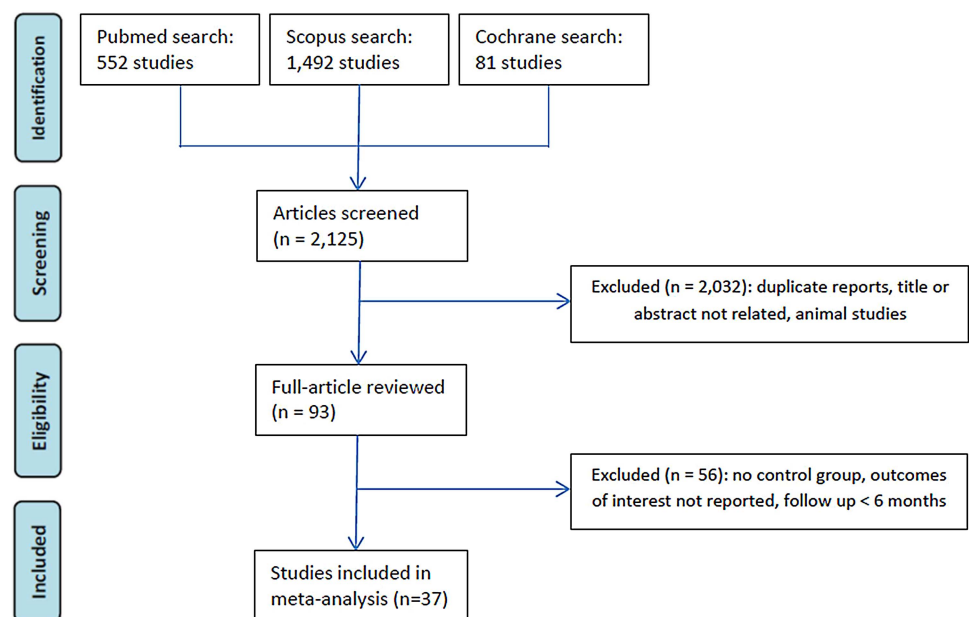 Identification
Pubmed search:
552 studies
Scopus search:
1,492 studies
Cochrane search:
81 studies
Screening
Articles screened
(n = 2,125)
Excluded (n = 2,032): duplicate reports, title or
abstract not related, animal studies
Eligibility
Full-article reviewed
(n = 93)
Excluded (n = 56): no control group, outcomes
of interest not reported, follow up < 6 months
Included
Studies included in
meta-analysis (n=37)